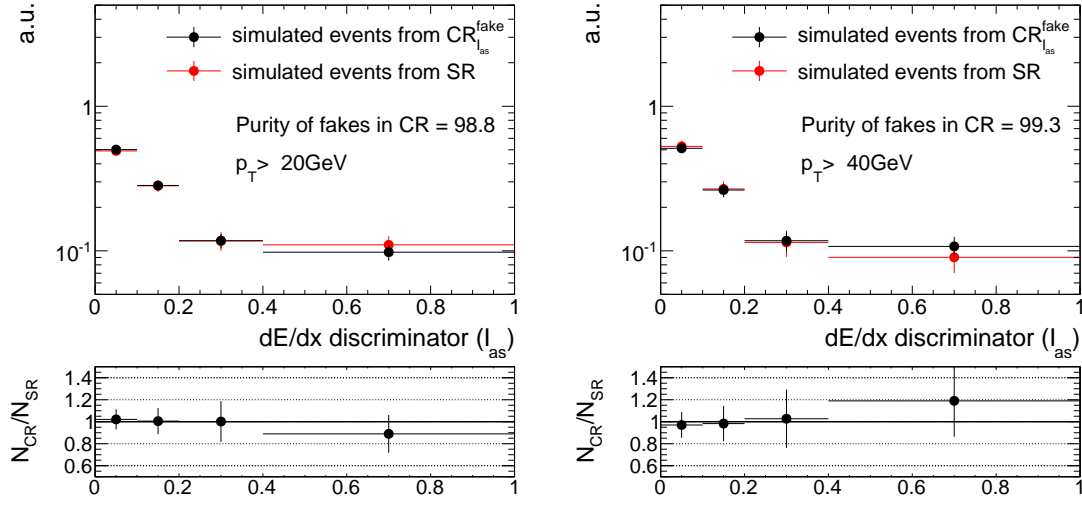 a.u.
simulated events from CR^fake_I_as
simulated events from SR
Purity of fakes in CR = 98.8
p_T > 20GeV
1
10^-1
0 0.2 0.4 0.6 0.8 1
dE/dx discriminator (I_as)
N_CR/N_SR
1.4
1.2
1
0.8
0.6
0 0.2 0.4 0.6 0.8 1
a.u.
simulated events from CR^fake_I_as
simulated events from SR
Purity of fakes in CR = 99.3
p_T > 40GeV
1
10^-1
0 0.2 0.4 0.6 0.8 1
dE/dx discriminator (I_as)
N_CR/N_SR
1.4
1.2
1
0.8
0.6
0 0.2 0.4 0.6 0.8 1